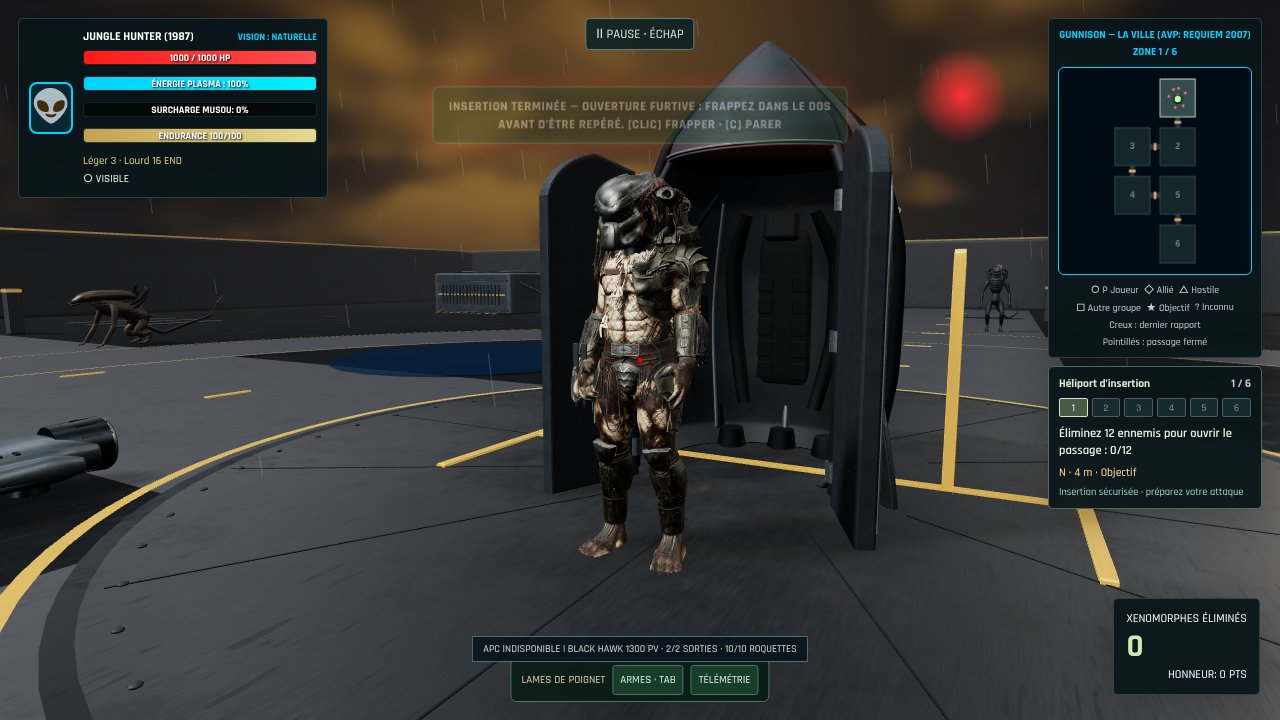 JUNGLE HUNTER (1987)
VISION : NATURELLE
1000 / 1000 HP
ÉNERGIE PLASMA : 100%
SURCHARGE MUSOU: 0%
ENDURANCE 100/100
Léger 3 · Lourd 16 END
VISIBLE
II PAUSE · ÉCHAP
INSERTION TERMINÉE — OUVERTURE FURTIVE : FRAPPEZ DANS LE DOS
AVANT D'ÊTRE REPÉRÉ. [CLIC] FRAPPER · [C] PARER
GUNNISON — LA VILLE (AVP: REQUIEM 2007)
ZONE 1 / 6
3
2
4
5
6
○ P Joueur ◇ Allié △ Hostile
□ Autre groupe ★ Objectif ? Inconnu
Creux : dernier rapport
Pointillés : passage fermé
Héliport d'insertion
1 / 6
1 2 3 4 5 6
Éliminez 12 ennemis pour ouvrir le
passage : 0/12
N · 4 m · Objectif
Insertion sécurisée · préparez votre attaque
APC INDISPONIBLE | BLACK HAWK 1300 PV · 2/2 SORTIES · 10/10 ROQUETTES
LAMES DE POIGNET
ARMES · TAB
TÉLÉMÉTRIE
XENOMORPHES ÉLIMINÉS
0
HONNEUR: 0 PTS